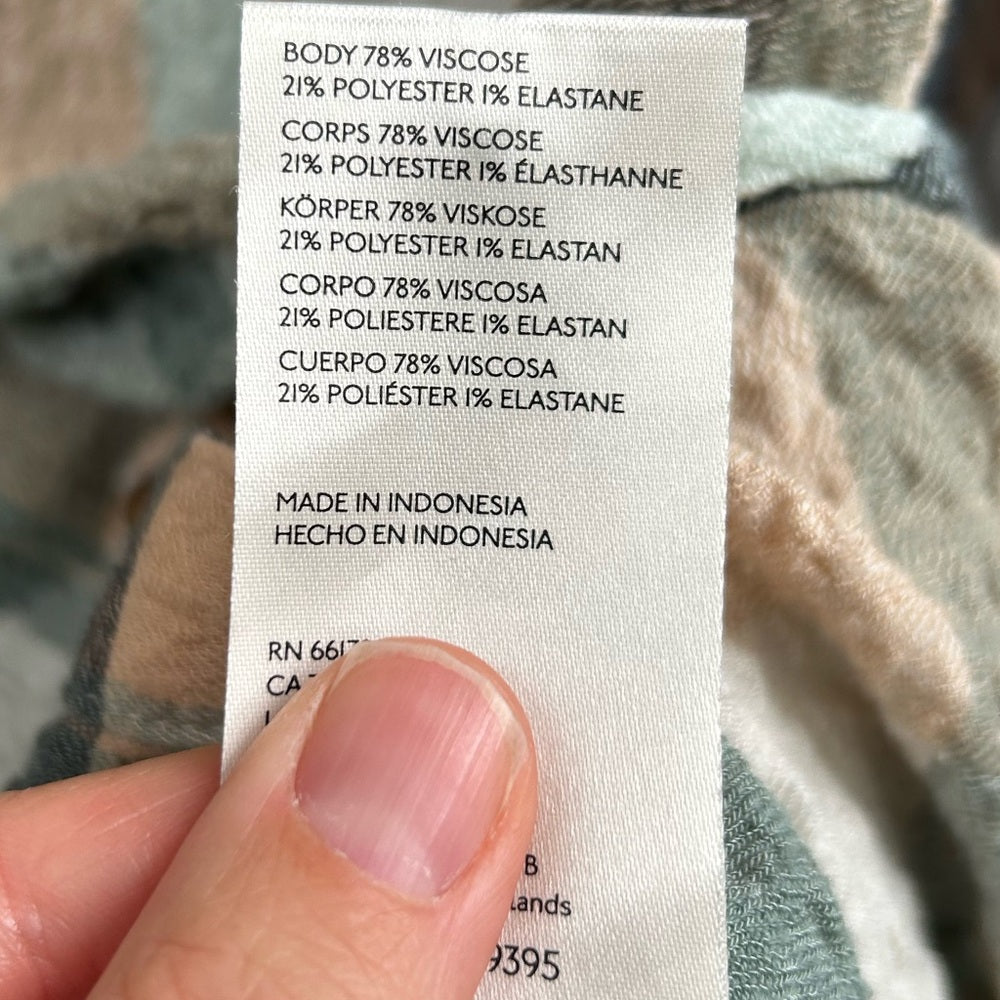 BODY 78% VISCOSE
21% POLYESTER 1% ELASTANE
CORPS 78% VISCOSE
21% POLYESTER 1% ÉLASTHANNE
KÖRPER 78% VISKOSE
21% POLYESTER 1% ELASTAN
CORPO 78% VISCOSA
21% POLIESTERE 1% ELASTAN
CUERPO 78% VISCOSA
21% POLIÉSTER 1% ELASTANE
MADE IN INDONESIA
HECHO EN INDONESIA
RN
CA
B